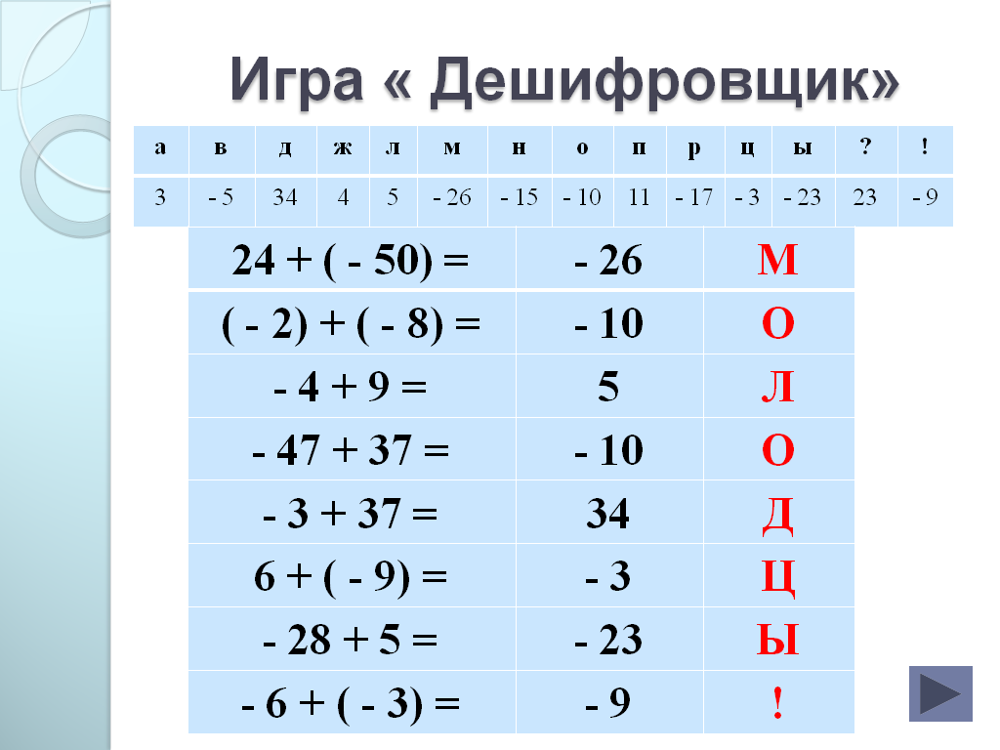 Игра « Дешифровщик»
а в д ж л м н о п р ц ы ? !
3 - 5 34 4 5 - 26 - 15 - 10 11 - 17 - 3 - 23 23 - 9
24 + ( - 50) = - 26 М
( - 2) + ( - 8) = - 10 О
- 4 + 9 = 5 Л
- 47 + 37 = - 10 О
- 3 + 37 = 34 Д
6 + ( - 9) = - 3 Ц
- 28 + 5 = - 23 Ы
- 6 + ( - 3) = - 9 !